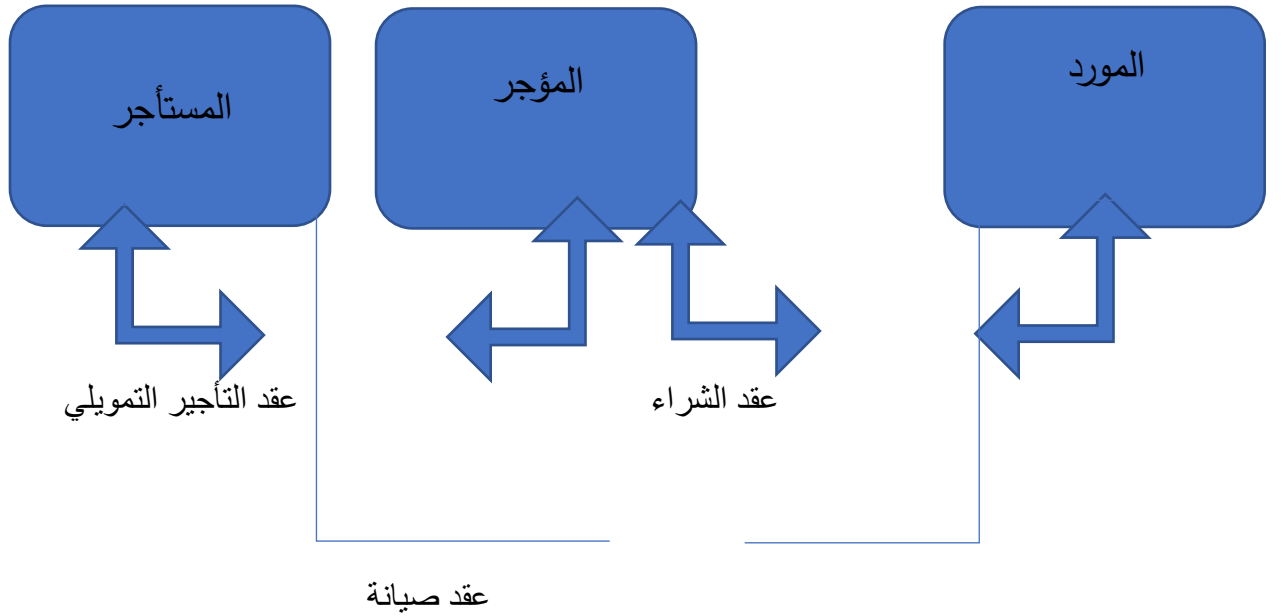 المورد
المؤجر
المستأجر
عقد الشراء
عقد التأجير التمويلي
عقد صيانة